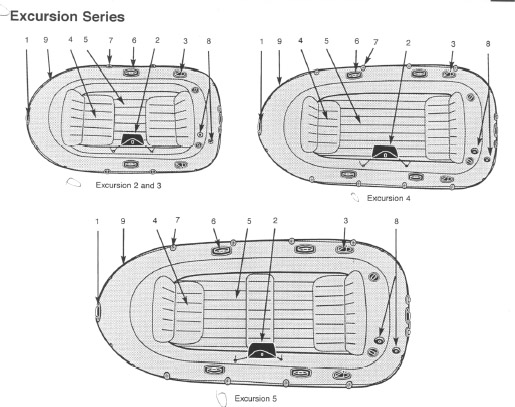 Excursion Series
1 9 4 5 7 6 2 3 8
1 9 4 5 6 7 2 3 8
Excursion 2 and 3
Excursion 4
1 9 4 7 6 5 2 3 8
Excursion 5